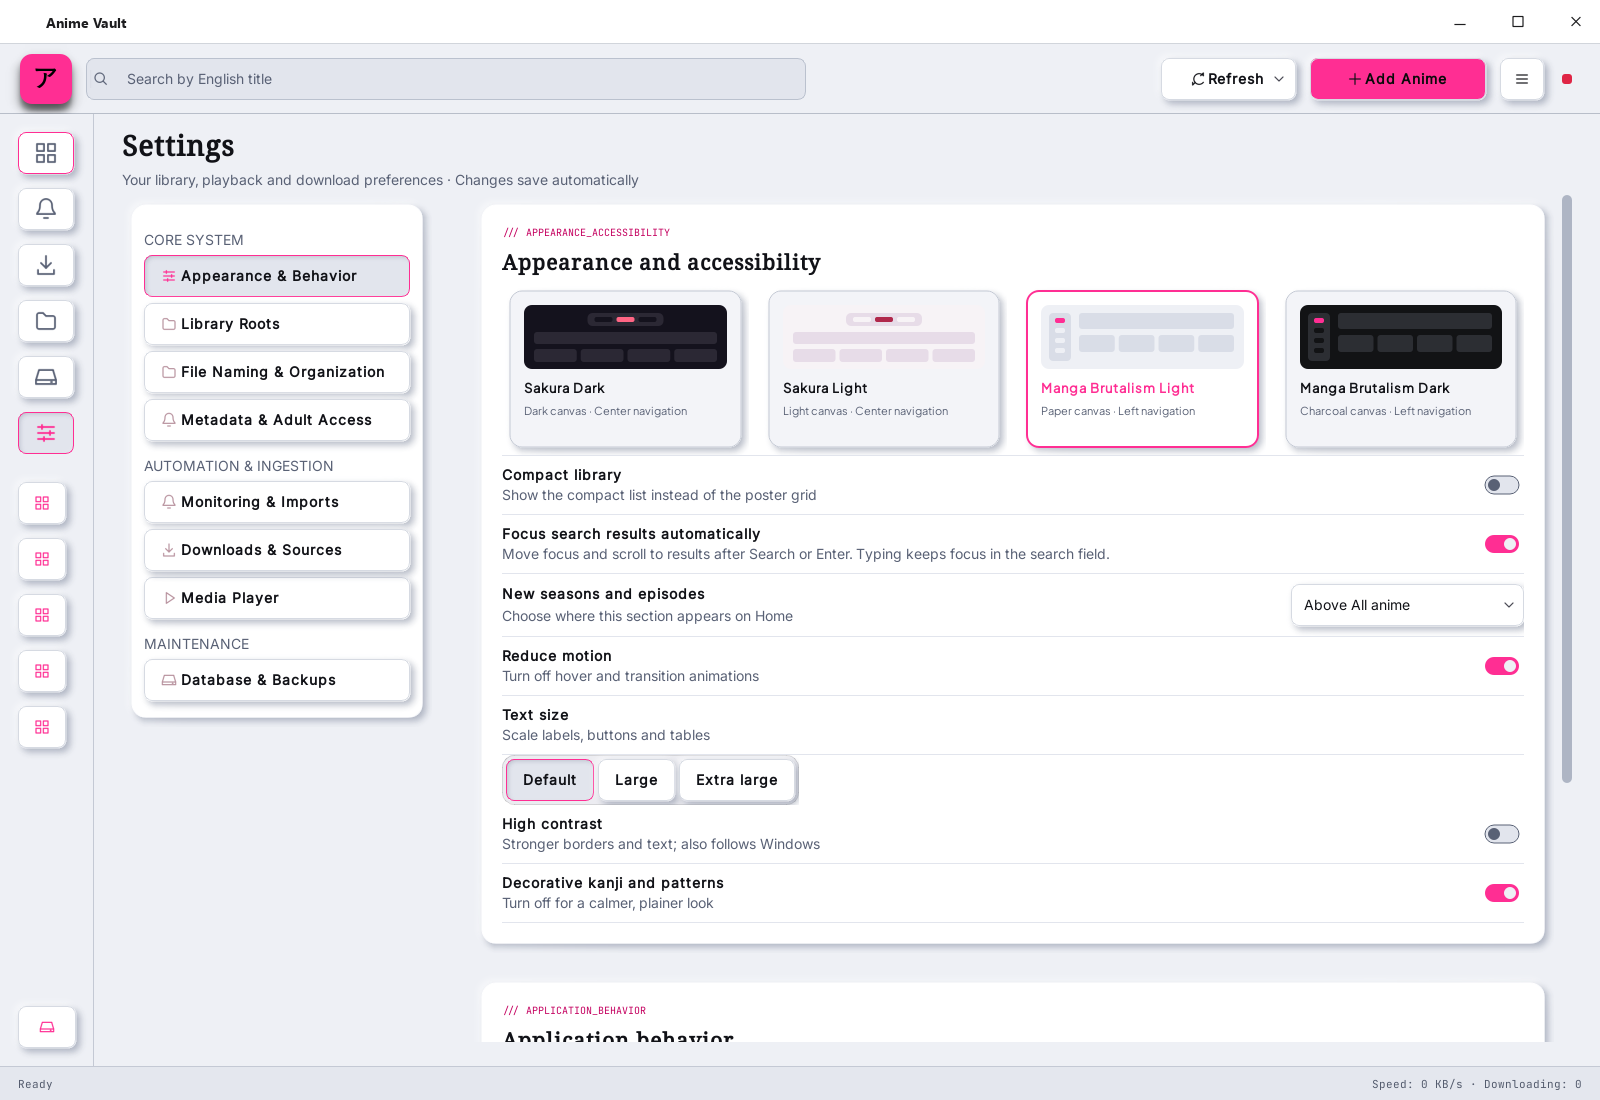 Anime Vault
ア
Search by English title
Refresh
Add Anime
Settings
Your library, playback and download preferences · Changes save automatically
CORE SYSTEM
Appearance & Behavior
Library Roots
File Naming & Organization
Metadata & Adult Access
AUTOMATION & INGESTION
Monitoring & Imports
Downloads & Sources
Media Player
MAINTENANCE
Database & Backups
/// APPEARANCE_ACCESSIBILITY
Appearance and accessibility
Sakura Dark
Dark canvas · Center navigation
Sakura Light
Light canvas · Center navigation
Manga Brutalism Light
Paper canvas · Left navigation
Manga Brutalism Dark
Charcoal canvas · Left navigation
Compact library
Show the compact list instead of the poster grid
Focus search results automatically
Move focus and scroll to results after Search or Enter. Typing keeps focus in the search field.
New seasons and episodes
Choose where this section appears on Home
Above All anime
Reduce motion
Turn off hover and transition animations
Text size
Scale labels, buttons and tables
Default
Large
Extra large
High contrast
Stronger borders and text; also follows Windows
Decorative kanji and patterns
Turn off for a calmer, plainer look
/// APPLICATION_BEHAVIOR
Application behavior
Ready
Speed: 0 KB/s · Downloading: 0